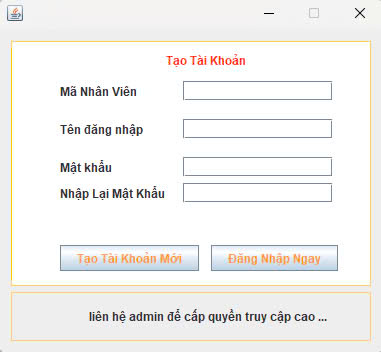 Tạo Tài Khoản
Mã Nhân Viên
Tên đăng nhập
Mật khẩu
Nhập Lại Mật Khẩu
Tạo Tài Khoản Mới
Đăng Nhập Ngay
liên hệ admin để cấp quyền truy cập cao ...